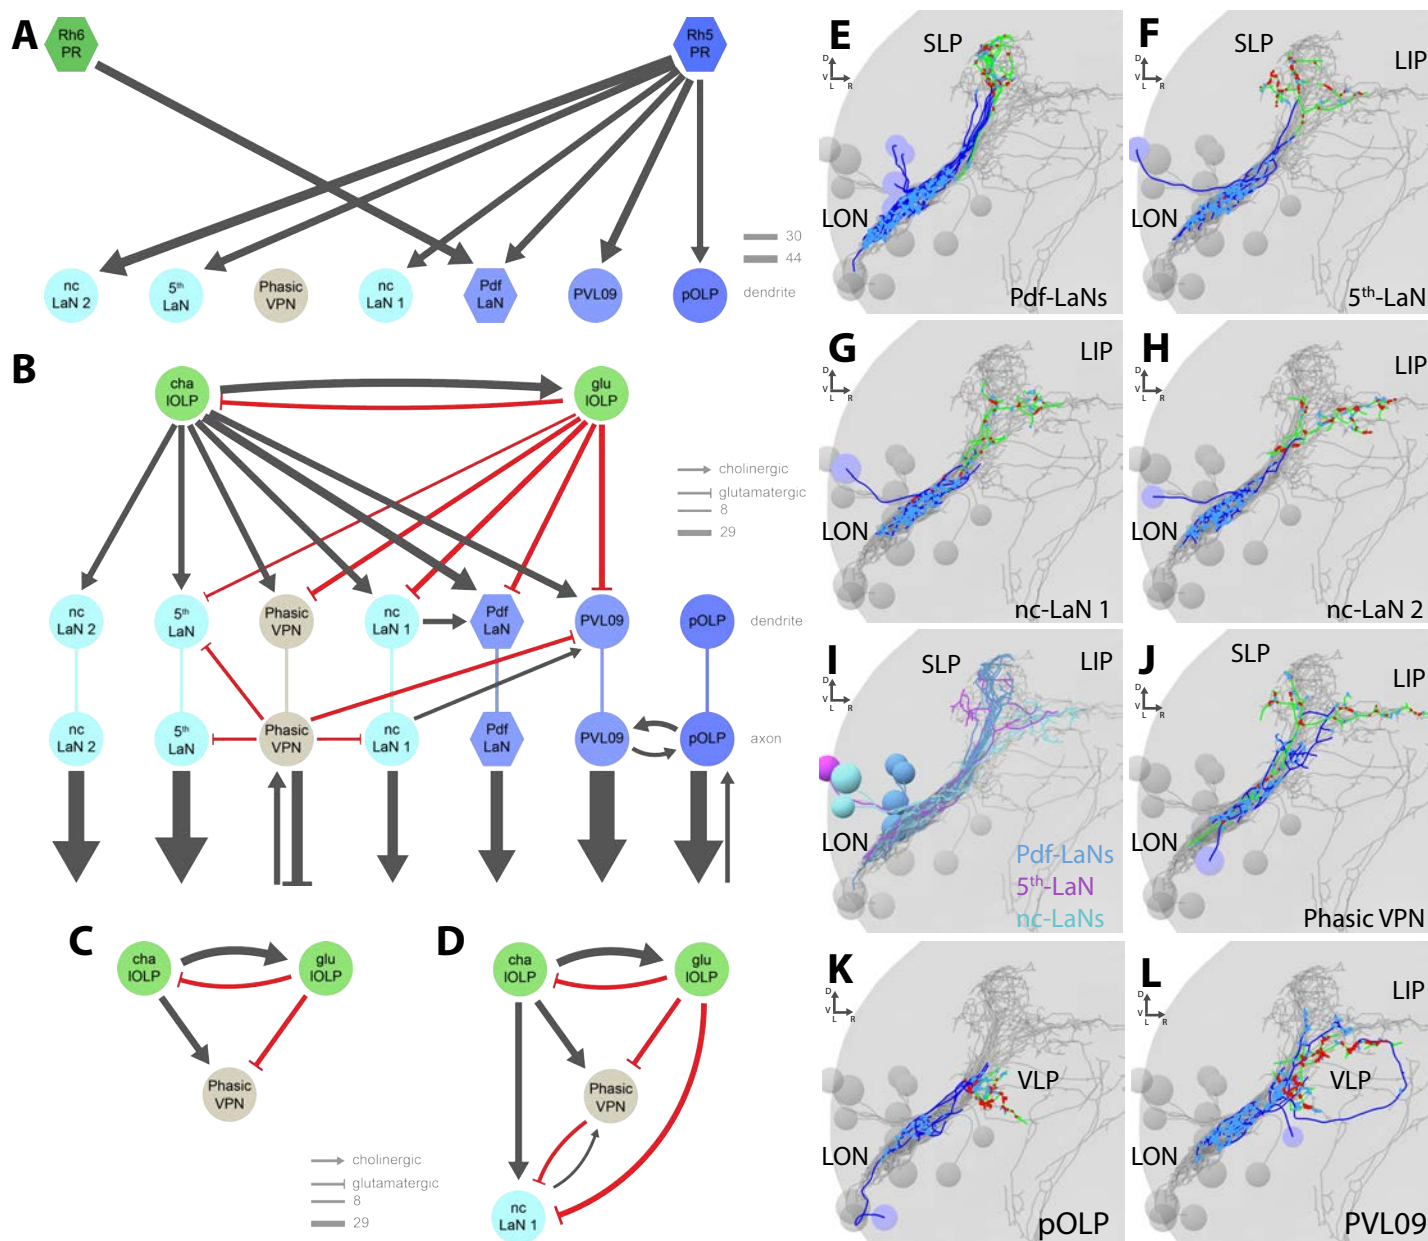 A
Rh6
PR
Rh5
PR
30
44
nc
LaN 2
5th
LaN
Phasic
VPN
nc
LaN 1
Pdf
LaN
PVL09
pOLP
dendrite
B
cha
lOLP
glu
lOLP
cholinergic
glutamatergic
8
29
nc
LaN 2
5th
LaN
Phasic
VPN
nc
LaN 1
Pdf
LaN
PVL09
pOLP
dendrite
nc
LaN 2
5th
LaN
Phasic
VPN
nc
LaN 1
Pdf
LaN
PVL09
pOLP
axon
C
cha
lOLP
glu
lOLP
Phasic
VPN
cholinergic
glutamatergic
8
29
D
cha
lOLP
glu
lOLP
Phasic
VPN
nc
LaN 1
E
SLP
D
V
L
R
LON
Pdf-LaNs
F
SLP
LIP
D
V
L
R
LON
5th-LaN
G
LIP
D
V
L
R
LON
nc-LaN 1
H
LIP
D
V
L
R
LON
nc-LaN 2
I
SLP
LIP
D
V
L
R
LON
Pdf-LaNs
5th-LaN
nc-LaNs
J
SLP
LIP
D
V
L
R
LON
Phasic VPN
K
D
V
L
R
VLP
LON
pOLP
L
LIP
D
V
L
R
VLP
LON
PVL09